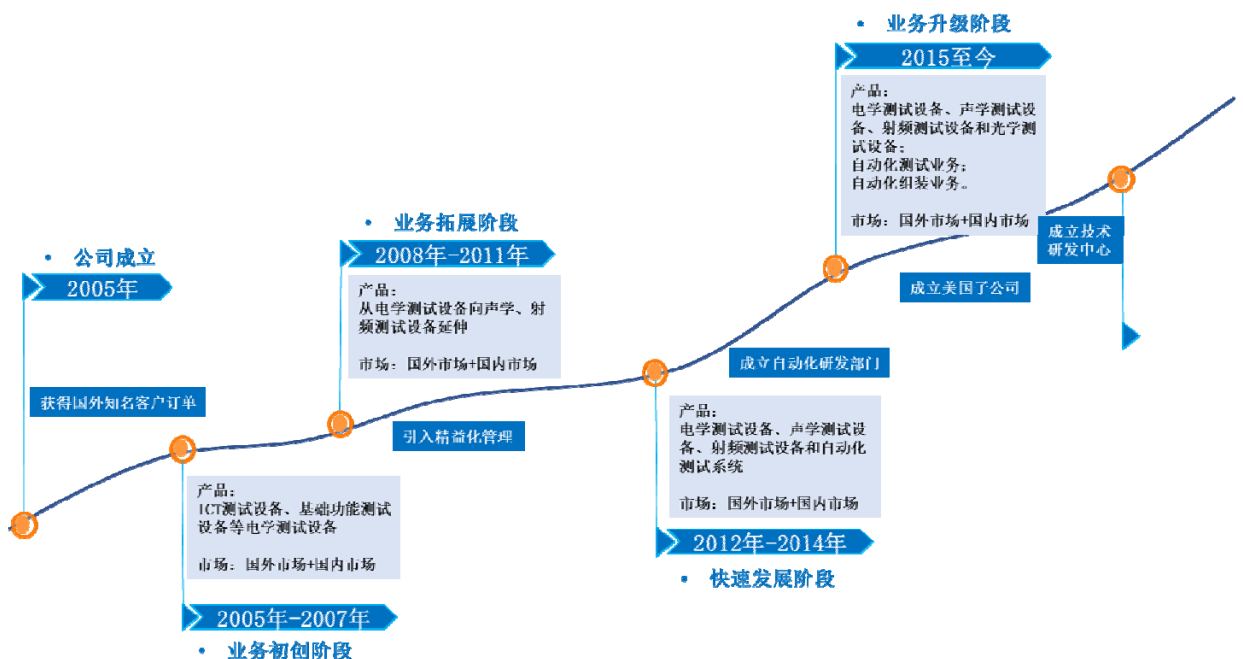 • 公司成立
2005年
获得国外知名客户订单
产品：
ICT测试设备、基础功能测试
设备等电学测试设备
市场：国外市场+国内市场
2005年-2007年
• 业务初创阶段
• 业务拓展阶段
2008年-2011年
产品：
从电学测试设备向声学、射
频测试设备延伸
市场：国外市场+国内市场
引入精益化管理
产品：
电学测试设备、声学测试设
备、射频测试设备和自动化
测试系统
市场：国外市场+国内市场
2012年-2014年
• 快速发展阶段
成立自动化研发部门
• 业务升级阶段
2015至今
产品：
电学测试设备、声学测试设
备、射频测试设备和光学测
试设备；
自动化测试业务；
自动化组装业务。
市场：国外市场+国内市场
成立美国子公司
成立技术
研发中心